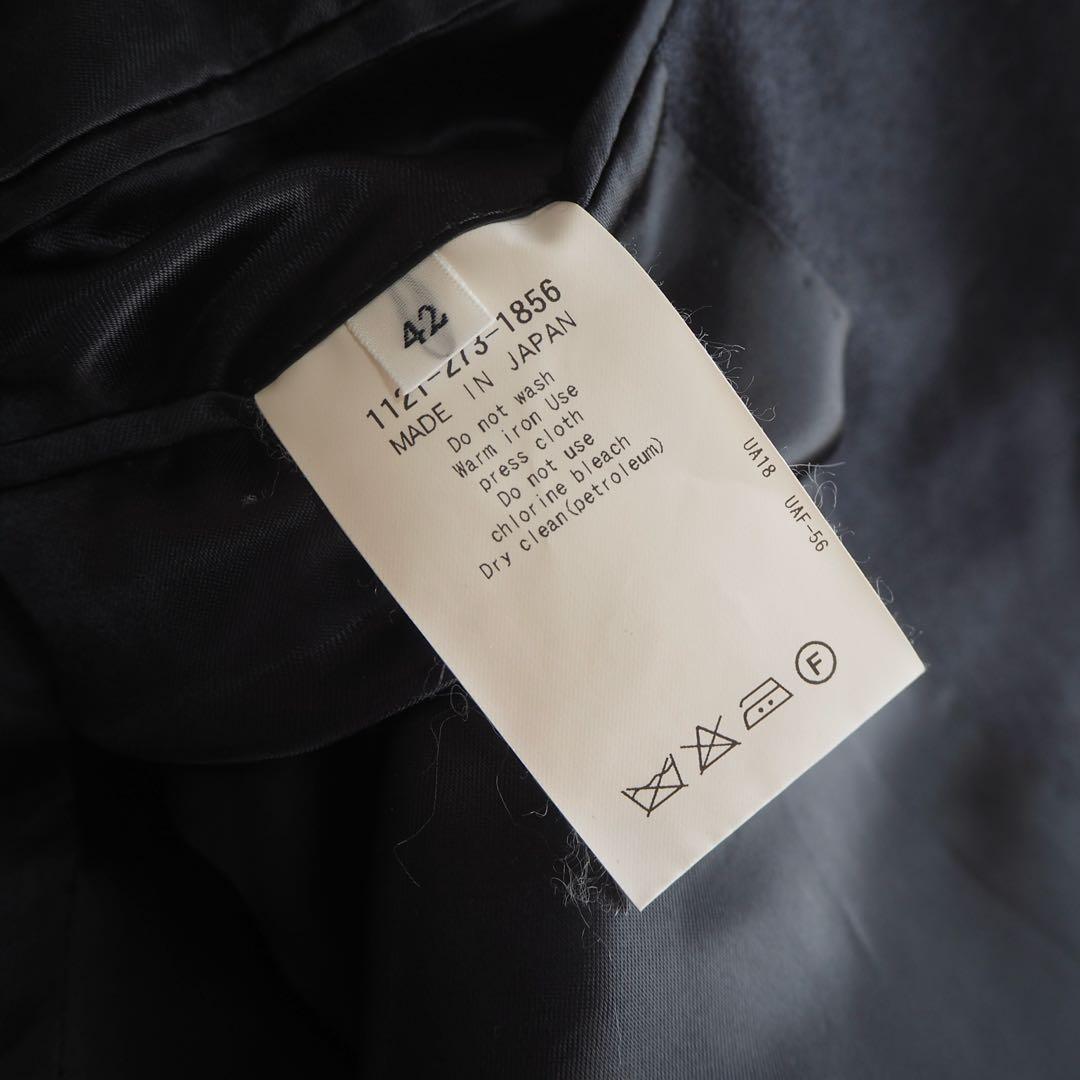 42
1121-273-1856
MADE IN JAPAN
Do not wash
Warm iron Use
press cloth
Do not use
chlorine bleach
Dry clean(petroleum)
UA18 UAF-56
F